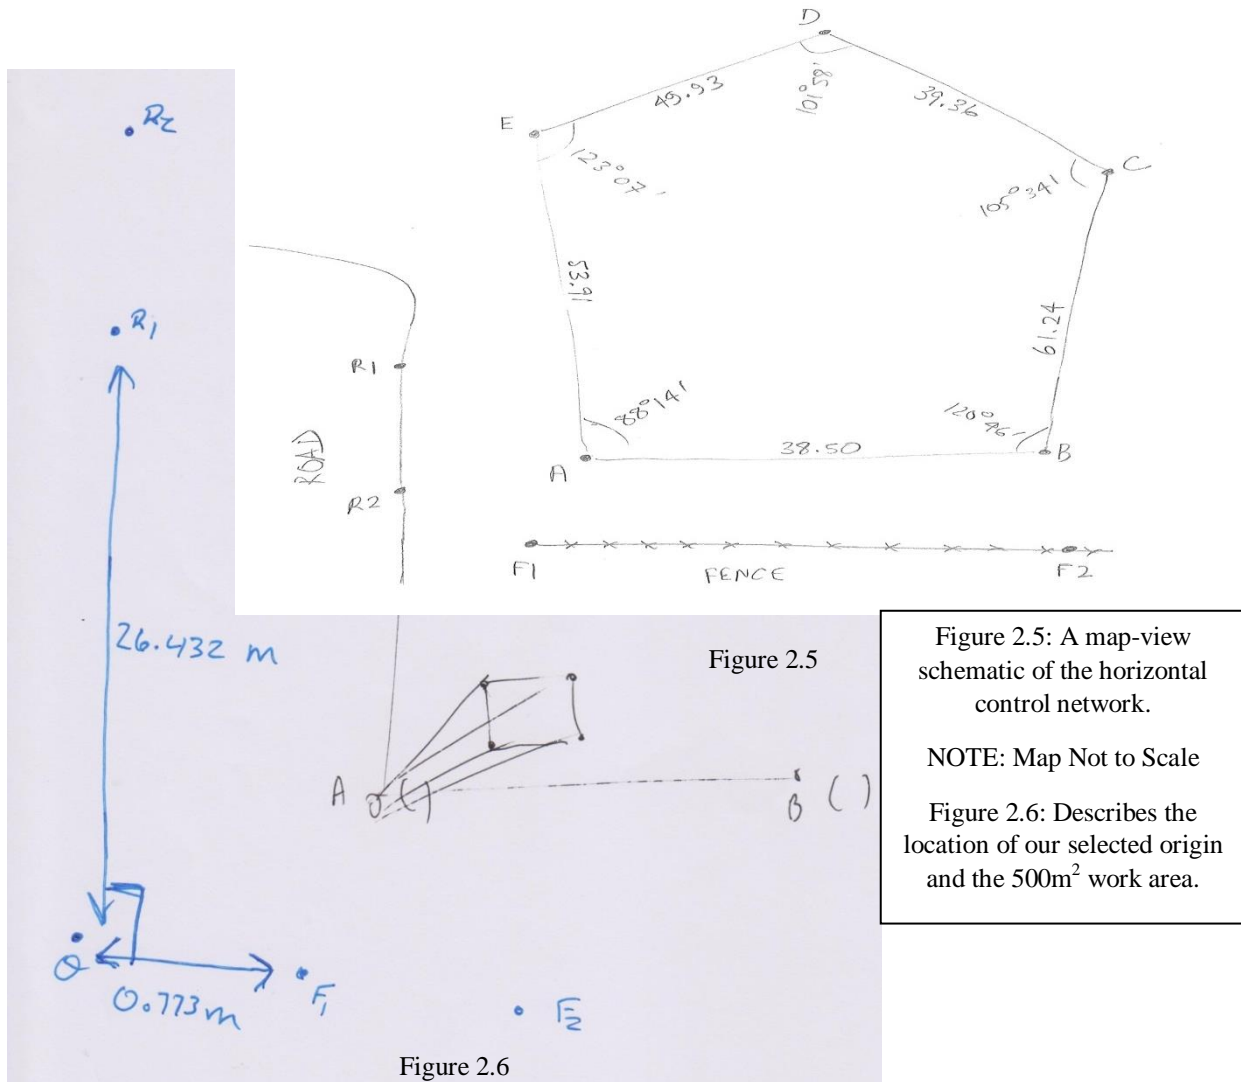 D
49.93
39.36
101°58'
E
C
123°07'
105°34'
53.91
61.24
88°14'
120°46'
38.50
A
B
R1
ROAD
R2
F1
FENCE
F2
R2
R1
26.432 m
O
0.773m
F1
F2
A ( )
B ( )
Figure 2.5
Figure 2.6
Figure 2.5: A map-view
schematic of the horizontal
control network.
NOTE: Map Not to Scale
Figure 2.6: Describes the
location of our selected origin
and the 500m² work area.